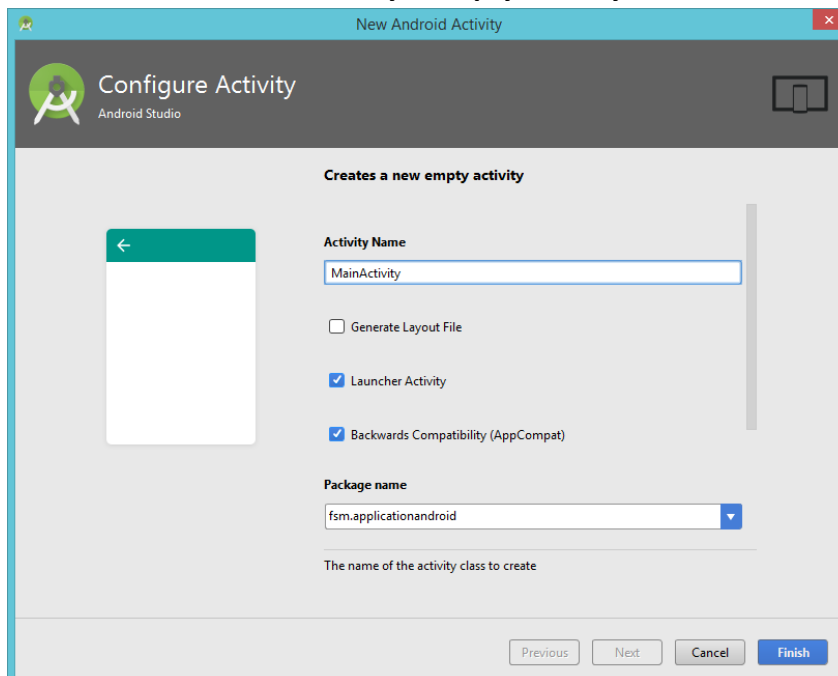 New Android Activity
Configure Activity
Android Studio
Creates a new empty activity
Activity Name
MainActivity
Generate Layout File
Launcher Activity
Backwards Compatibility (AppCompat)
Package name
fsm.applicationandroid
The name of the activity class to create
Previous Next Cancel Finish